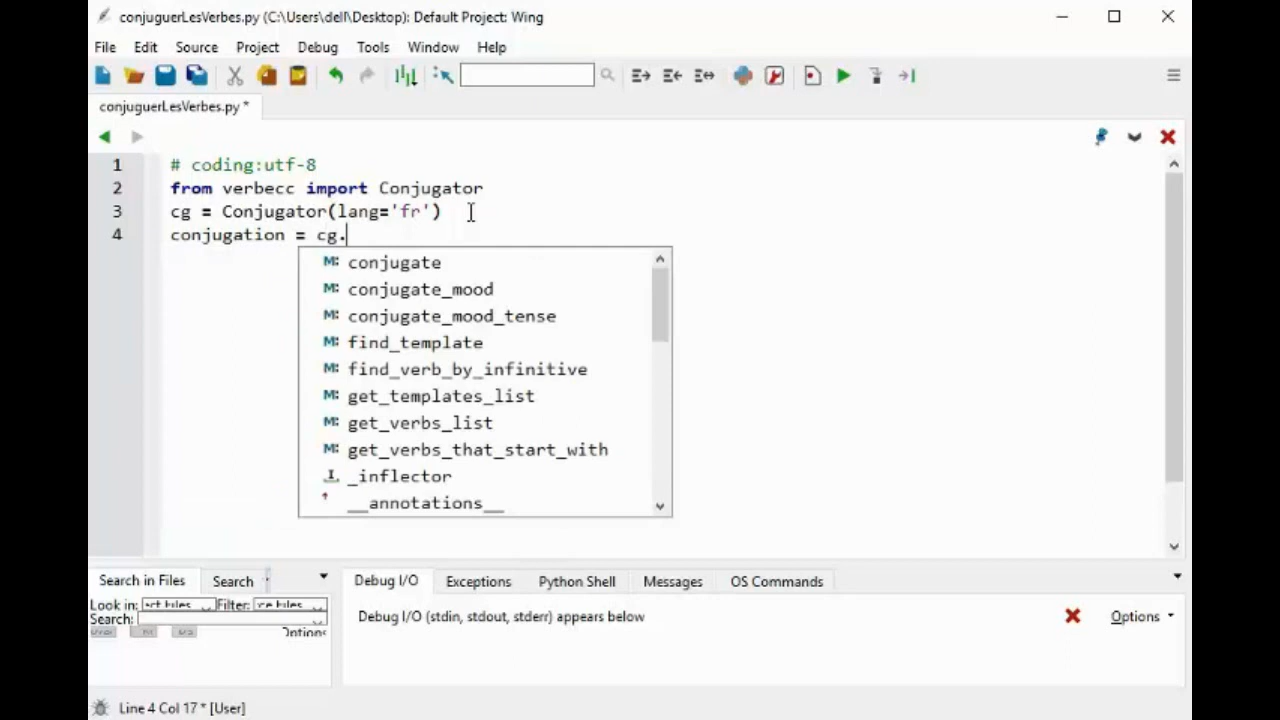 conjuguerLesVerbes.py (C:\Users\dell\Desktop): Default Project: Wing
File Edit Source Project Debug Tools Window Help
conjuguerLesVerbes.py *
1 # coding:utf-8
2 from verbecc import Conjugator
3 cg = Conjugator(lang='fr')
4 conjugation = cg.
M: conjugate
M: conjugate_mood
M: conjugate_mood_tense
M: find_template
M: find_verb_by_infinitive
M: get_templates_list
M: get_verbs_list
M: get_verbs_that_start_with
I _inflector
__annotations__
Search in Files Search Debug I/O Exceptions Python Shell Messages OS Commands
Look in: Filter:
Search:
Options
Debug I/O (stdin, stdout, stderr) appears below Options
Line 4 Col 17 * [User]